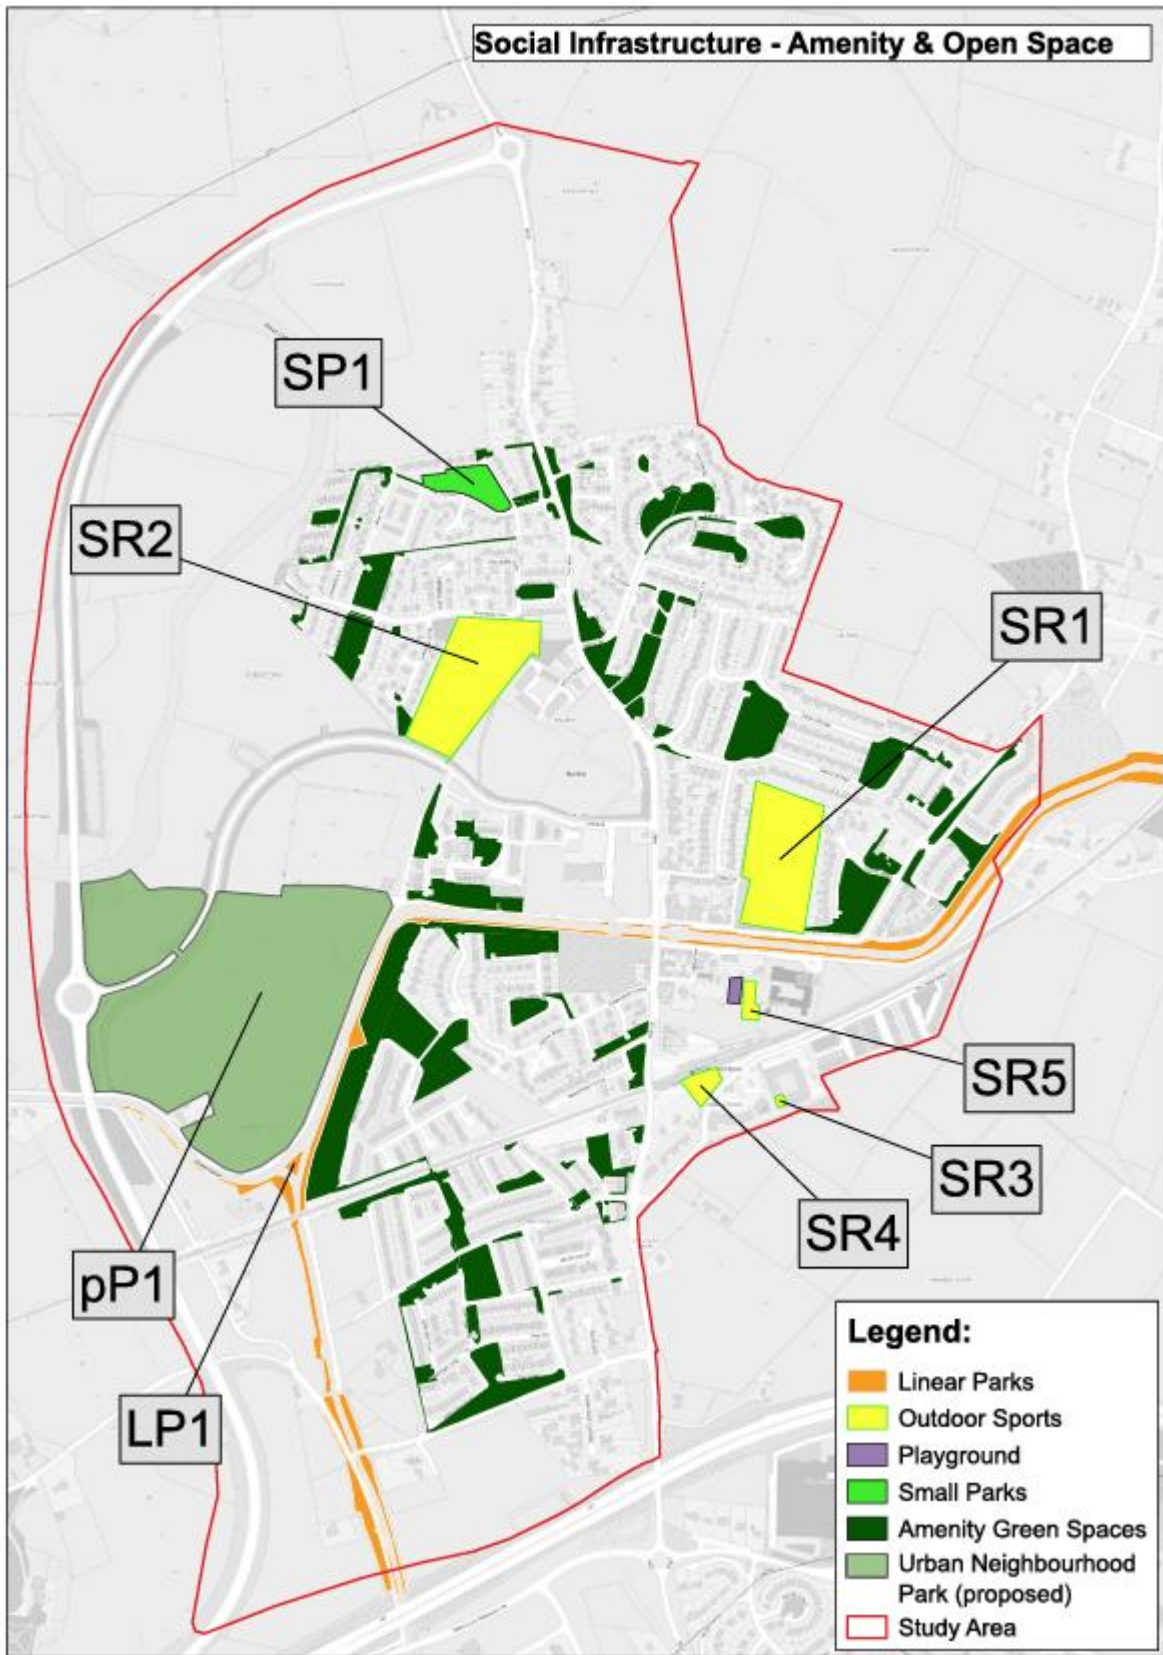 Social Infrastructure - Amenity & Open Space
SP1
SR2
SR1
SR5
SR3
SR4
pP1
LP1
Legend:
Linear Parks
Outdoor Sports
Playground
Small Parks
Amenity Green Spaces
Urban Neighbourhood
Park (proposed)
Study Area